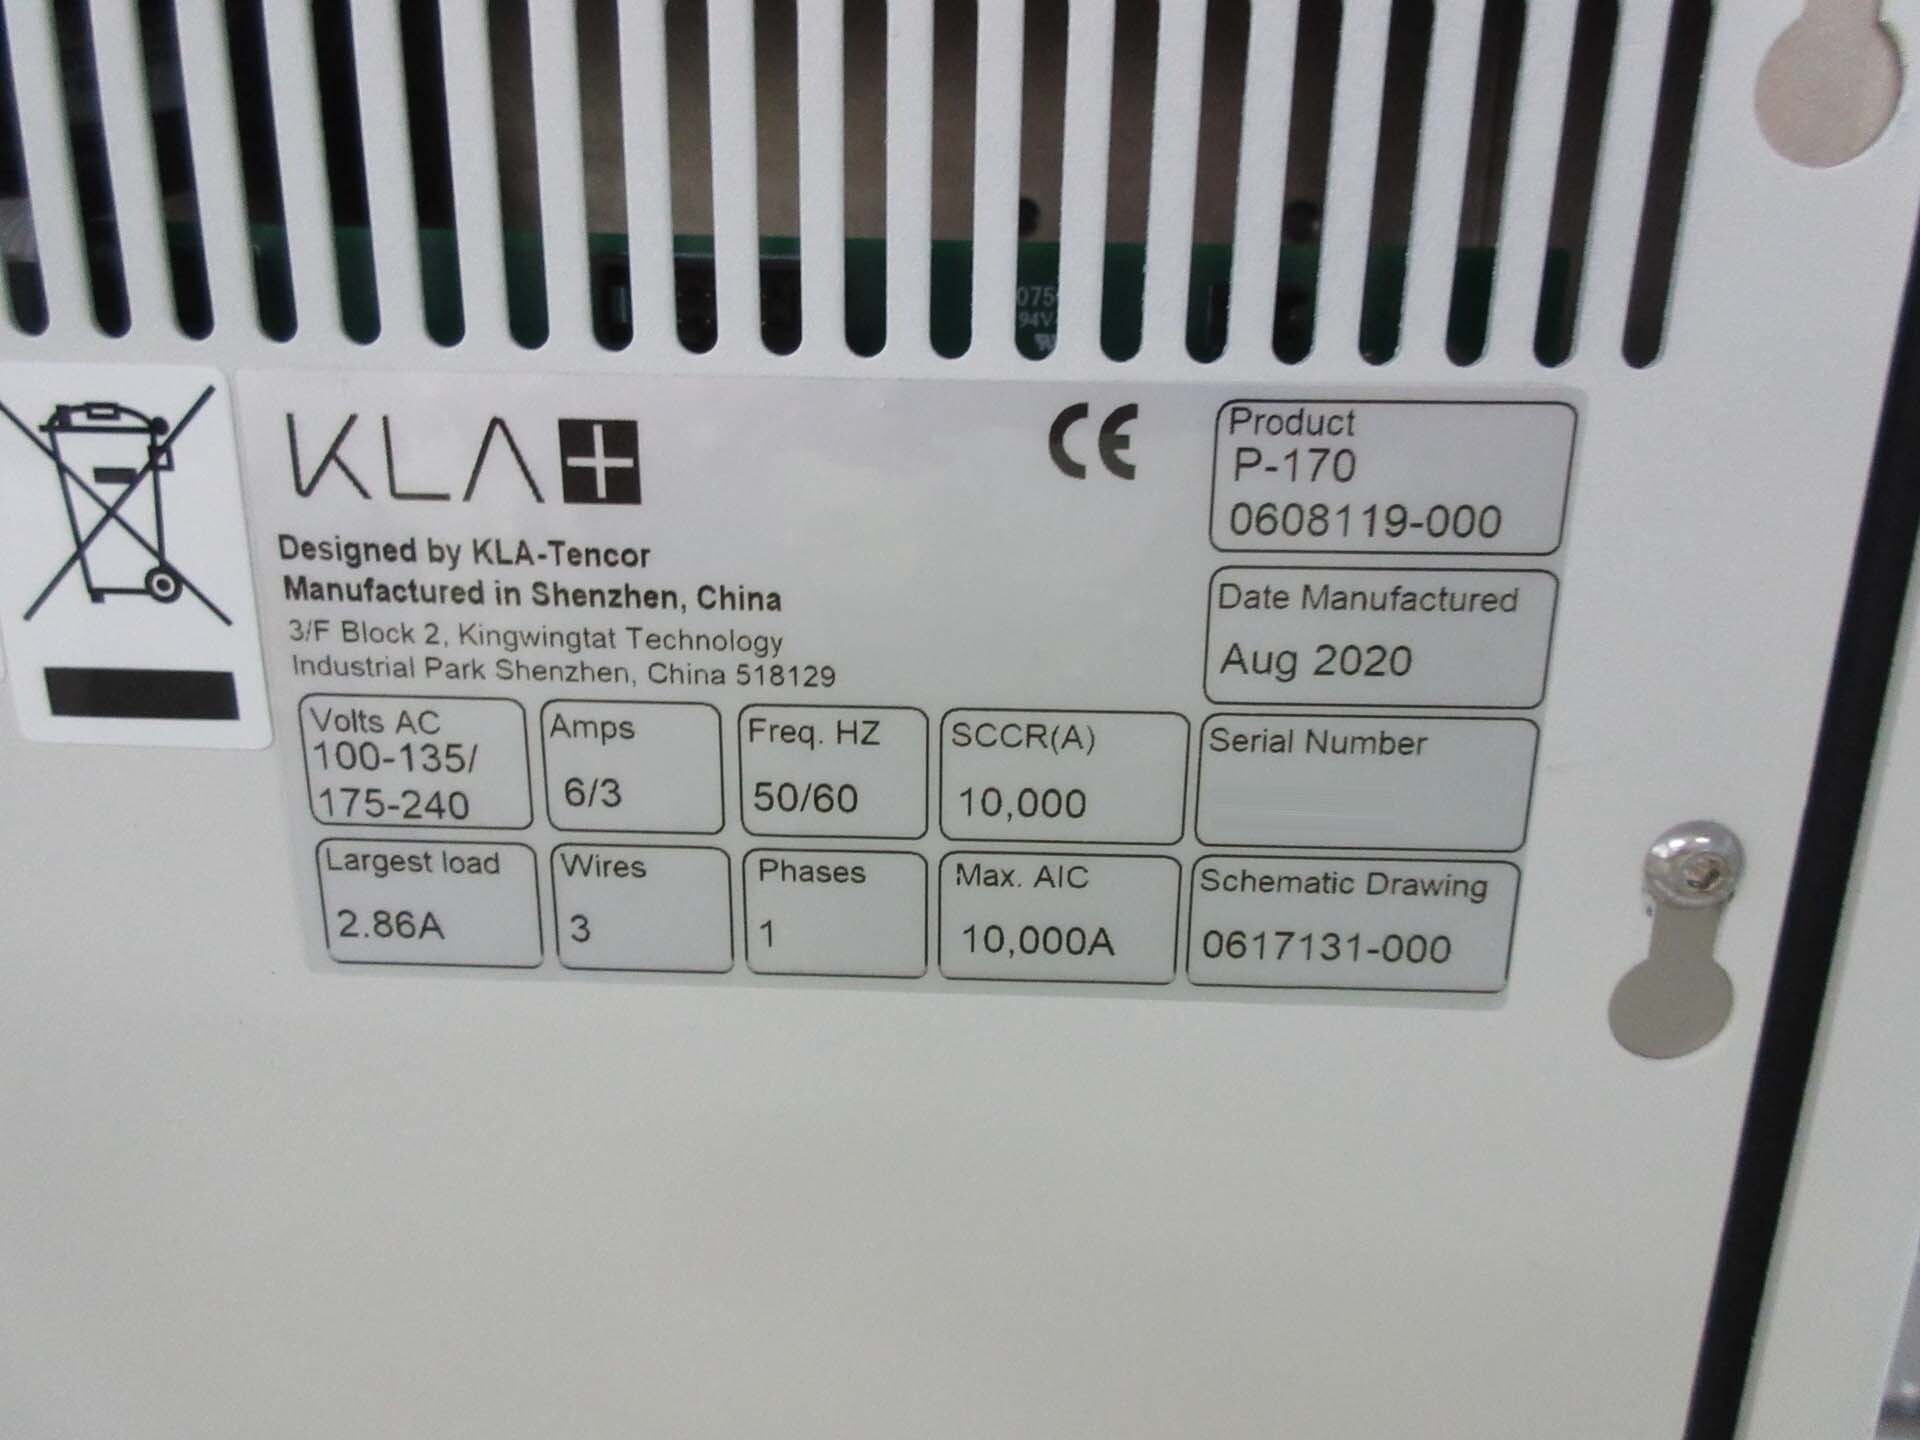 075
94V
KLA+
CE
Designed by KLA-Tencor
Manufactured in Shenzhen, China
3/F Block 2, Kingwingtat Technology
Industrial Park Shenzhen, China 518129
Product
P-170
0608119-000
Date Manufactured
Aug 2020
Volts AC
100-135/
175-240
Amps
6/3
Freq. HZ
50/60
SCCR(A)
10,000
Serial Number
Largest load
2.86A
Wires
3
Phases
1
Max. AIC
10,000A
Schematic Drawing
0617131-000